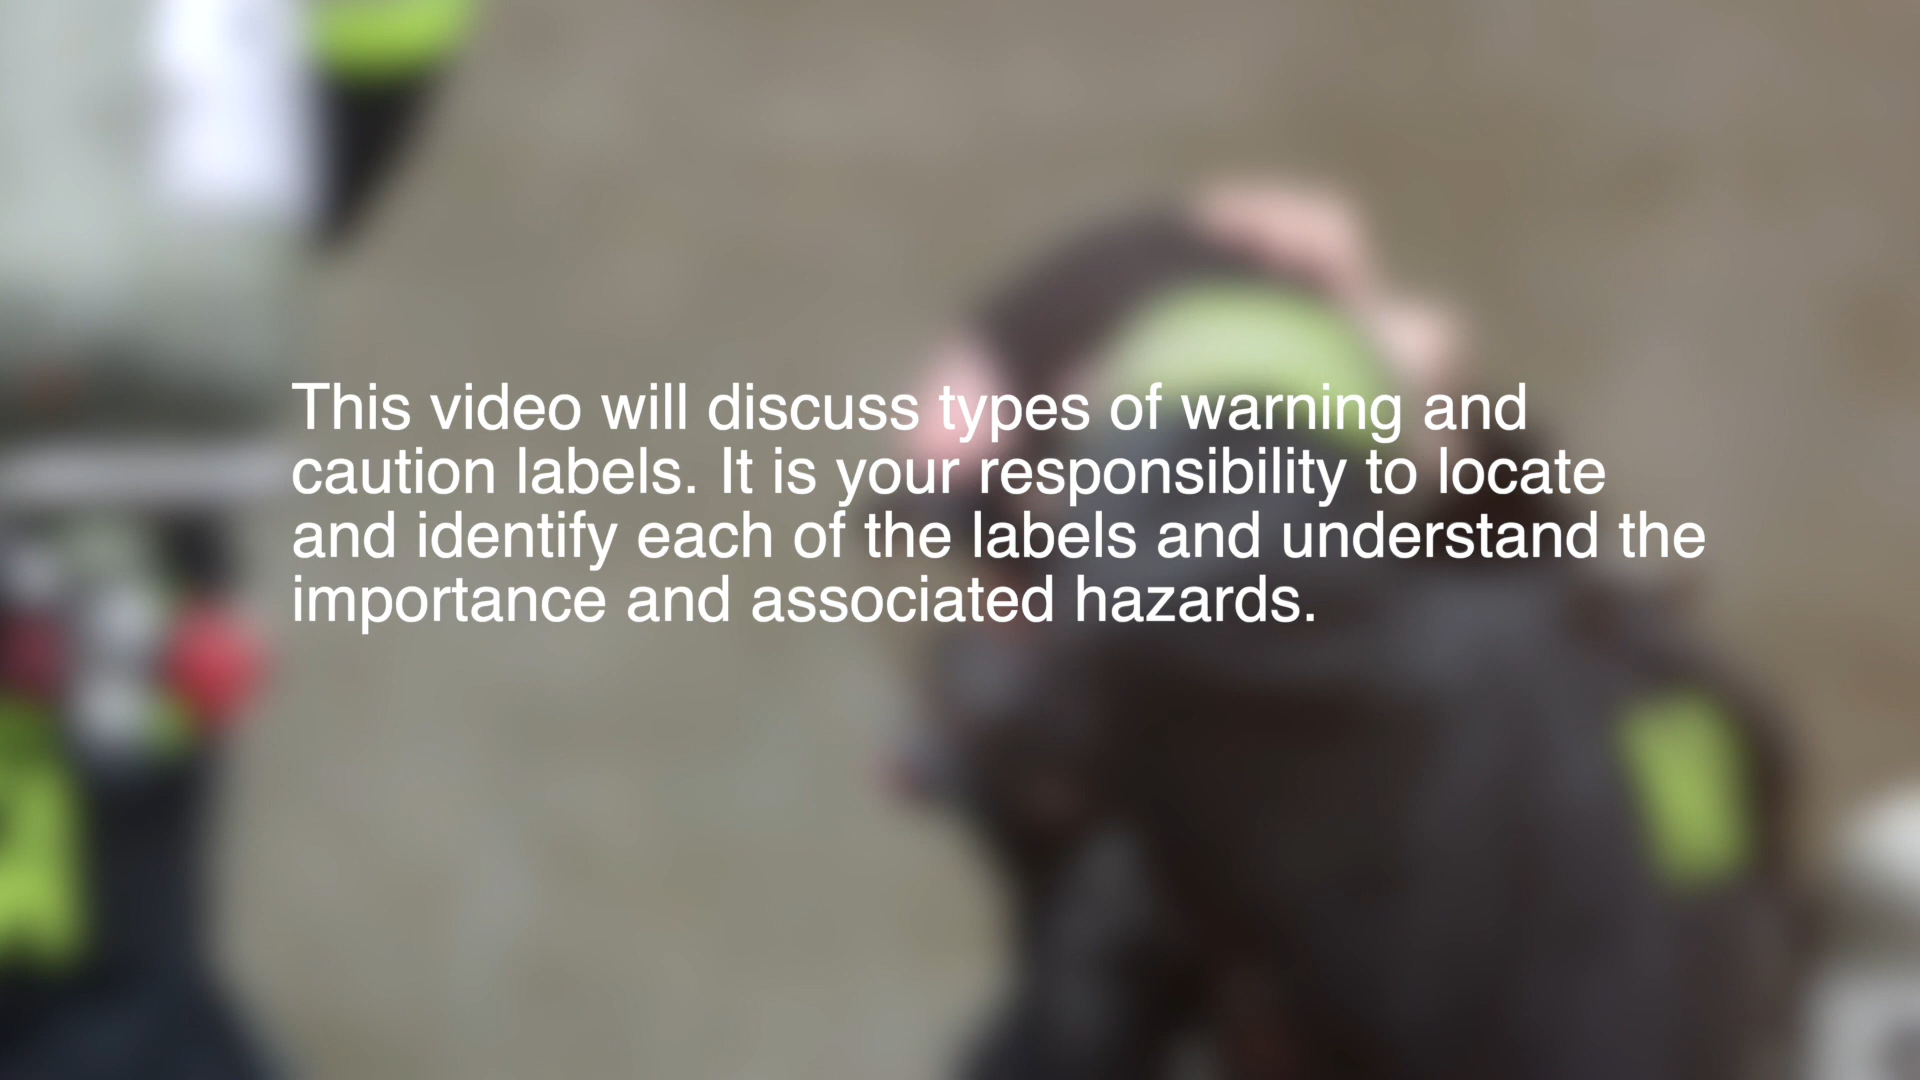 This video will discuss types of warning and
caution labels. It is your responsibility to locate
and identify each of the labels and understand the
importance and associated hazards.